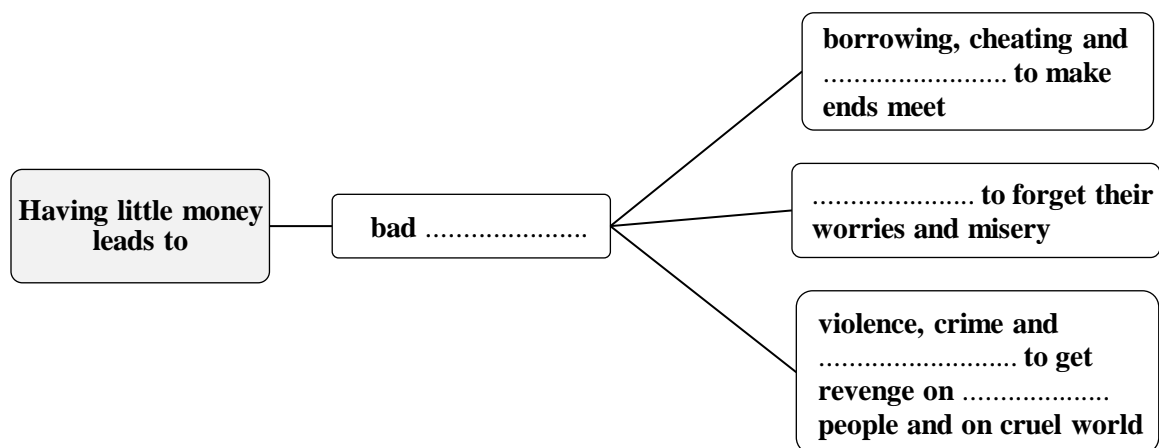 Having little money
leads to
bad .....................
borrowing, cheating and
........................ to make
ends meet
..................... to forget their
worries and misery
violence, crime and
.......................... to get
revenge on ...................
people and on cruel world